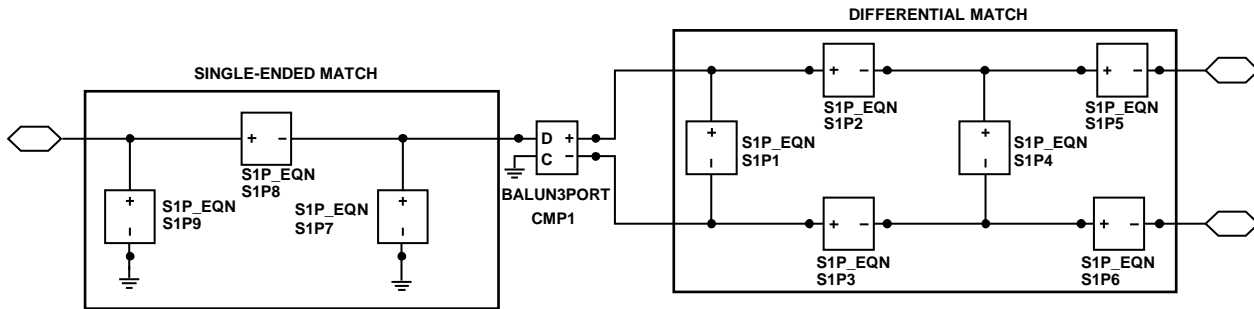 DIFFERENTIAL MATCH
SINGLE-ENDED MATCH
+ −
S1P_EQN
S1P8
+
−
S1P_EQN
S1P9
+
−
S1P_EQN
S1P7
D +
C −
BALUN3PORT
CMP1
+
−
S1P_EQN
S1P1
+ −
S1P_EQN
S1P2
+ −
S1P_EQN
S1P3
+
−
S1P_EQN
S1P4
+ −
S1P_EQN
S1P5
+ −
S1P_EQN
S1P6